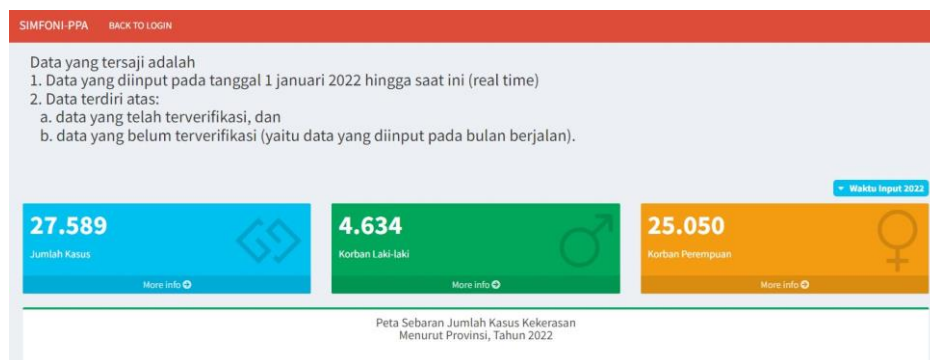 SIMFONI-PPA BACK TO LOGIN
Data yang tersaji adalah
1. Data yang diinput pada tanggal 1 januari 2022 hingga saat ini (real time)
2. Data terdiri atas:
a. data yang telah terverifikasi, dan
b. data yang belum terverifikasi (yaitu data yang diinput pada bulan berjalan).
Waktu Input 2022
27.589
Jumlah Kasus
More info
4.634
Korban Laki-laki
More info
25.050
Korban Perempuan
More info
Peta Sebaran Jumlah Kasus Kekerasan
Menurut Provinsi, Tahun 2022